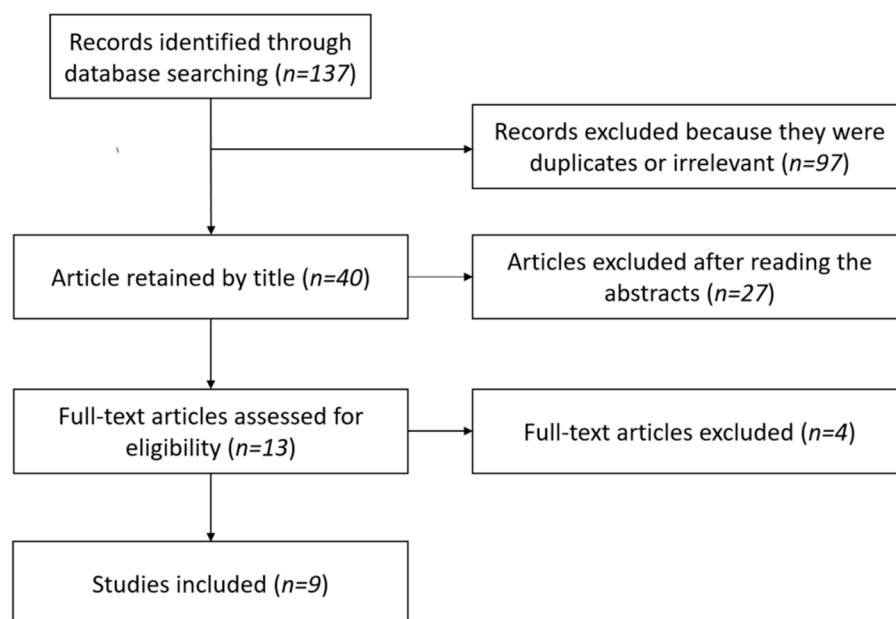 Records identified through
database searching (n=137)
Records excluded because they were
duplicates or irrelevant (n=97)
Article retained by title (n=40)
Articles excluded after reading the
abstracts (n=27)
Full-text articles assessed for
eligibility (n=13)
Full-text articles excluded (n=4)
Studies included (n=9)